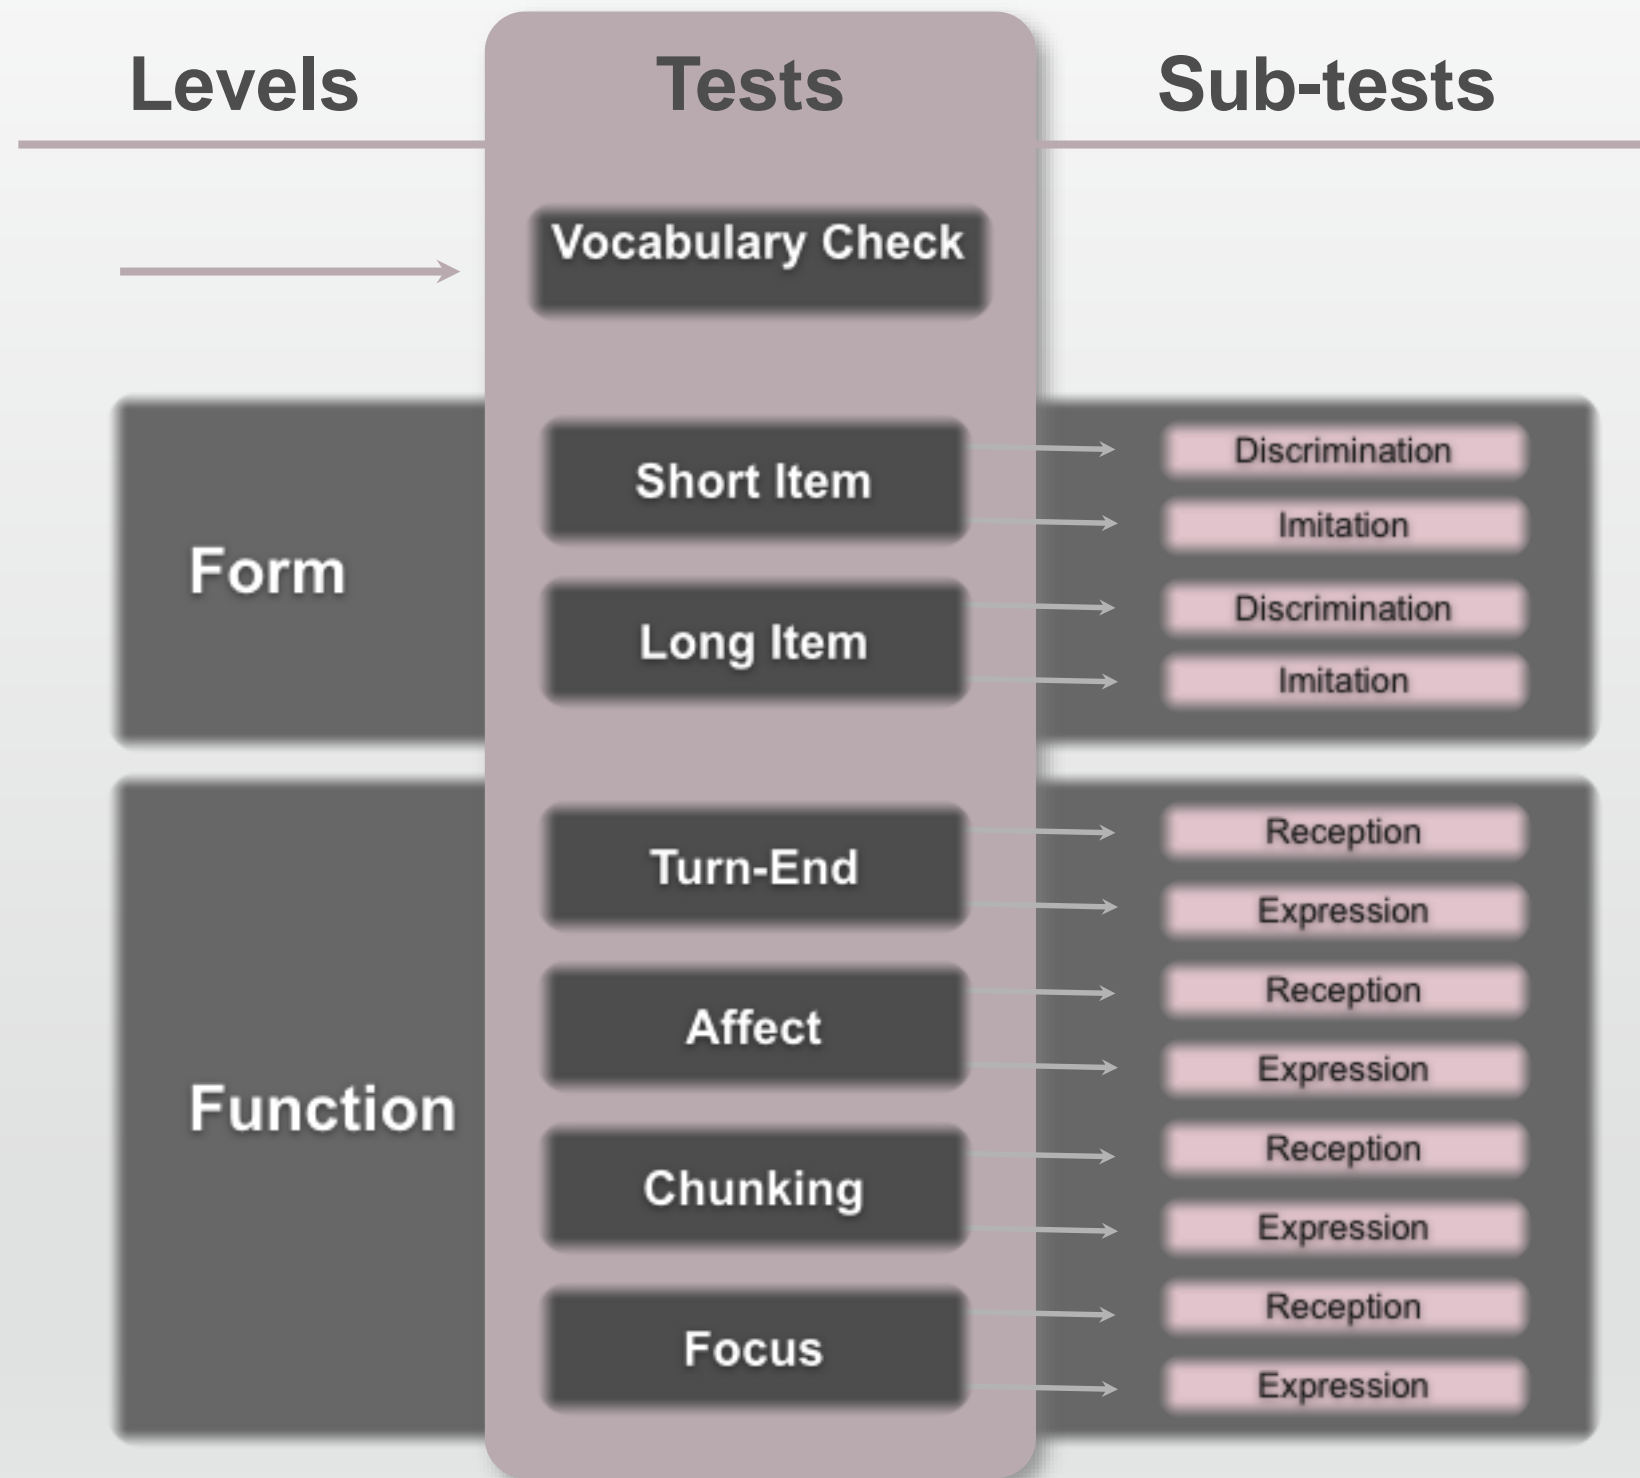 Levels
Tests
Sub-tests
Vocabulary Check
Form
Short Item
Discrimination
Imitation
Long Item
Discrimination
Imitation
Function
Turn-End
Reception
Expression
Affect
Reception
Expression
Chunking
Reception
Expression
Focus
Reception
Expression